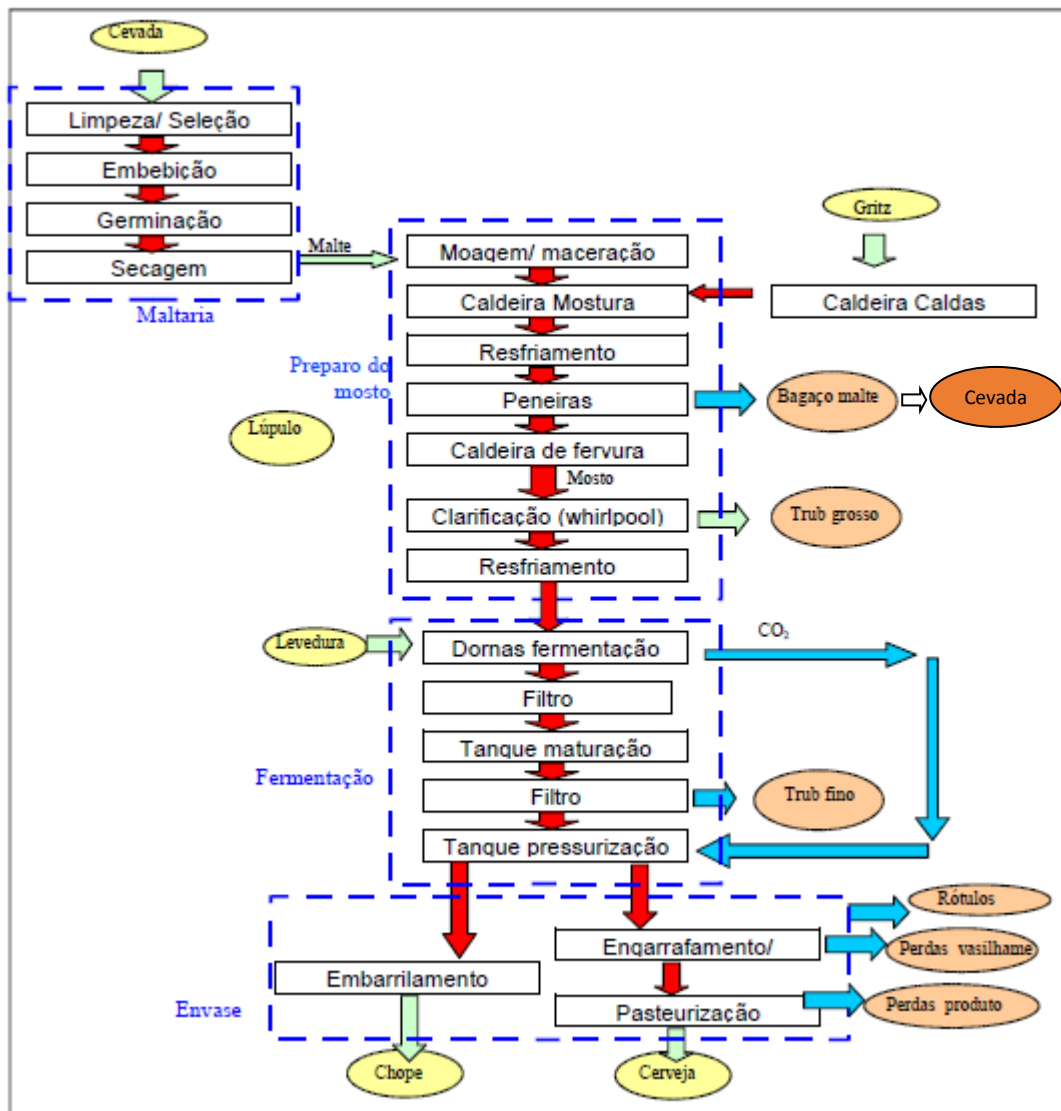 Cevada
Limpeza/ Seleção
Embebição
Germinação
Secagem
Maltaria
Malte
Gritz
Moagem/ maceração
Caldeira Mostura
Caldeira Caldas
Resfriamento
Preparo do
mosto
Peneiras
Bagaço malte
Cevada
Lúpulo
Caldeira de fervura
Mosto
Clarificação (whirlpool)
Trub grosso
Resfriamento
Levedura
Dornas fermentação
CO₂
Filtro
Tanque maturação
Fermentação
Filtro
Trub fino
Tanque pressurização
Rótulos
Engarrafamento/
Perdas vasilhame
Embarrilamento
Envase
Pasteurização
Perdas produto
Chope
Cerveja